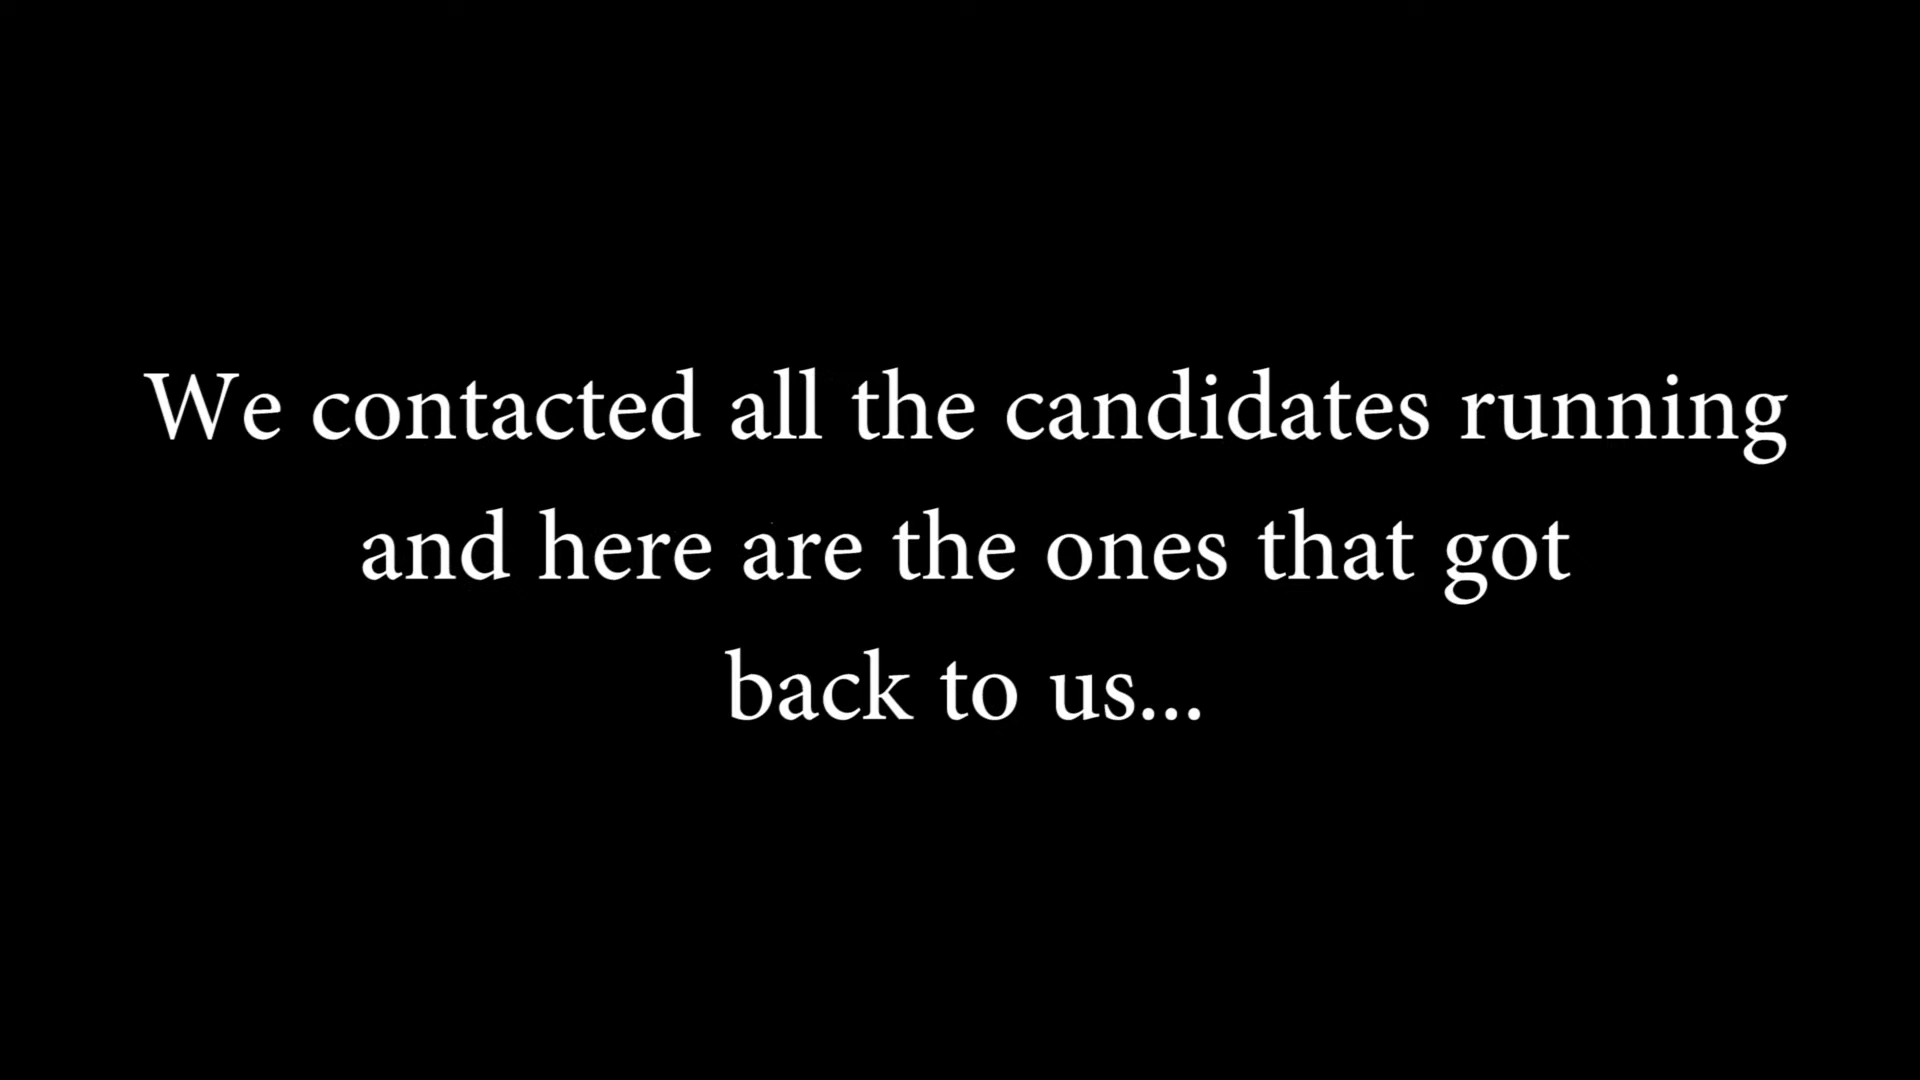 We contacted all the candidates running
and here are the ones that got
back to us...